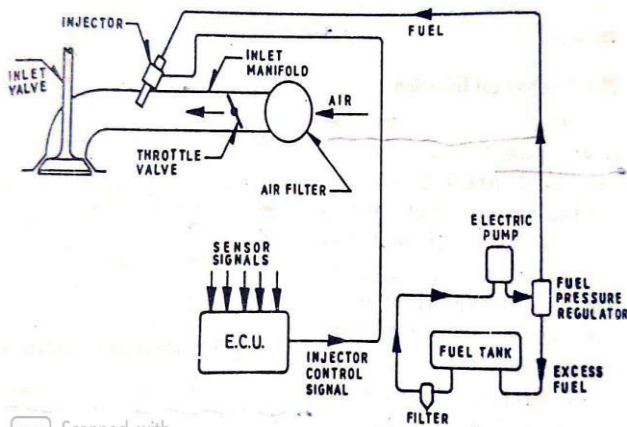 INJECTOR
FUEL
INLET
VALVE
INLET
MANIFOLD
AIR
THROTTLE
VALVE
AIR FILTER
SENSOR
SIGNALS
E.C.U.
INJECTOR
CONTROL
SIGNAL
ELECTRIC
PUMP
FUEL
PRESSURE
REGULATOR
FUEL TANK
EXCESS
FUEL
FILTER
Scanned with